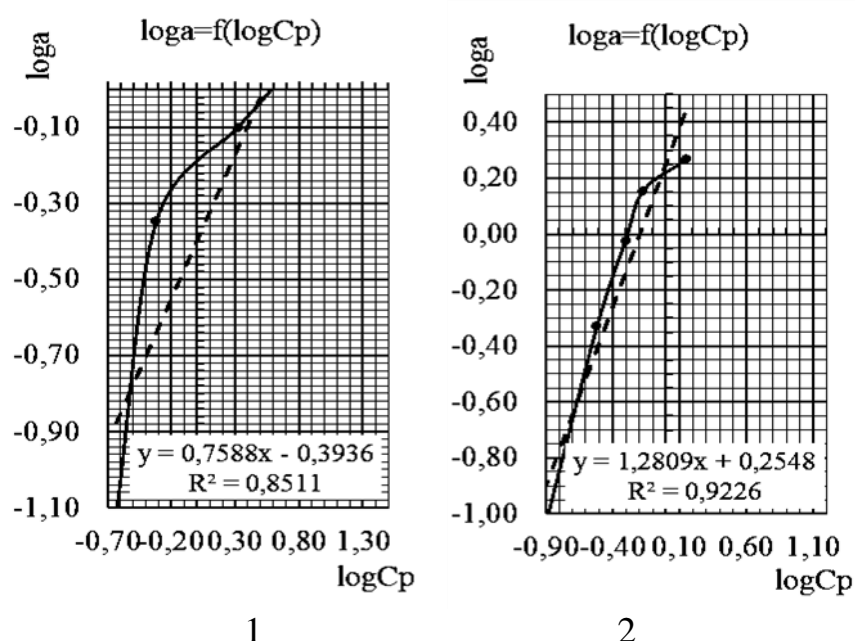 loga=f(logCp)
loga
-0,10
-0,30
-0,50
-0,70
-0,90
-1,10
y = 0,7588x - 0,3936
R² = 0,8511
-0,70 -0,20 0,30 0,80 1,30
logCp
1
loga=f(logCp)
loga
0,40
0,20
0,00
-0,20
-0,40
-0,60
-0,80
-1,00
y = 1,2809x + 0,2548
R² = 0,9226
-0,90 -0,40 0,10 0,60 1,10
logCp
2